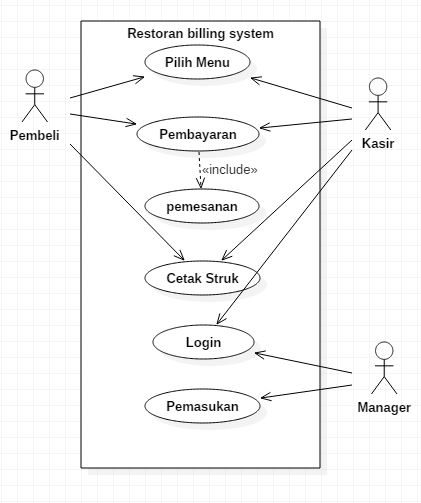 Restoran billing system
Pilih Menu
Pembeli
Pembayaran
Kasir
«include»
pemesanan
Cetak Struk
Login
Manager
Pemasukan